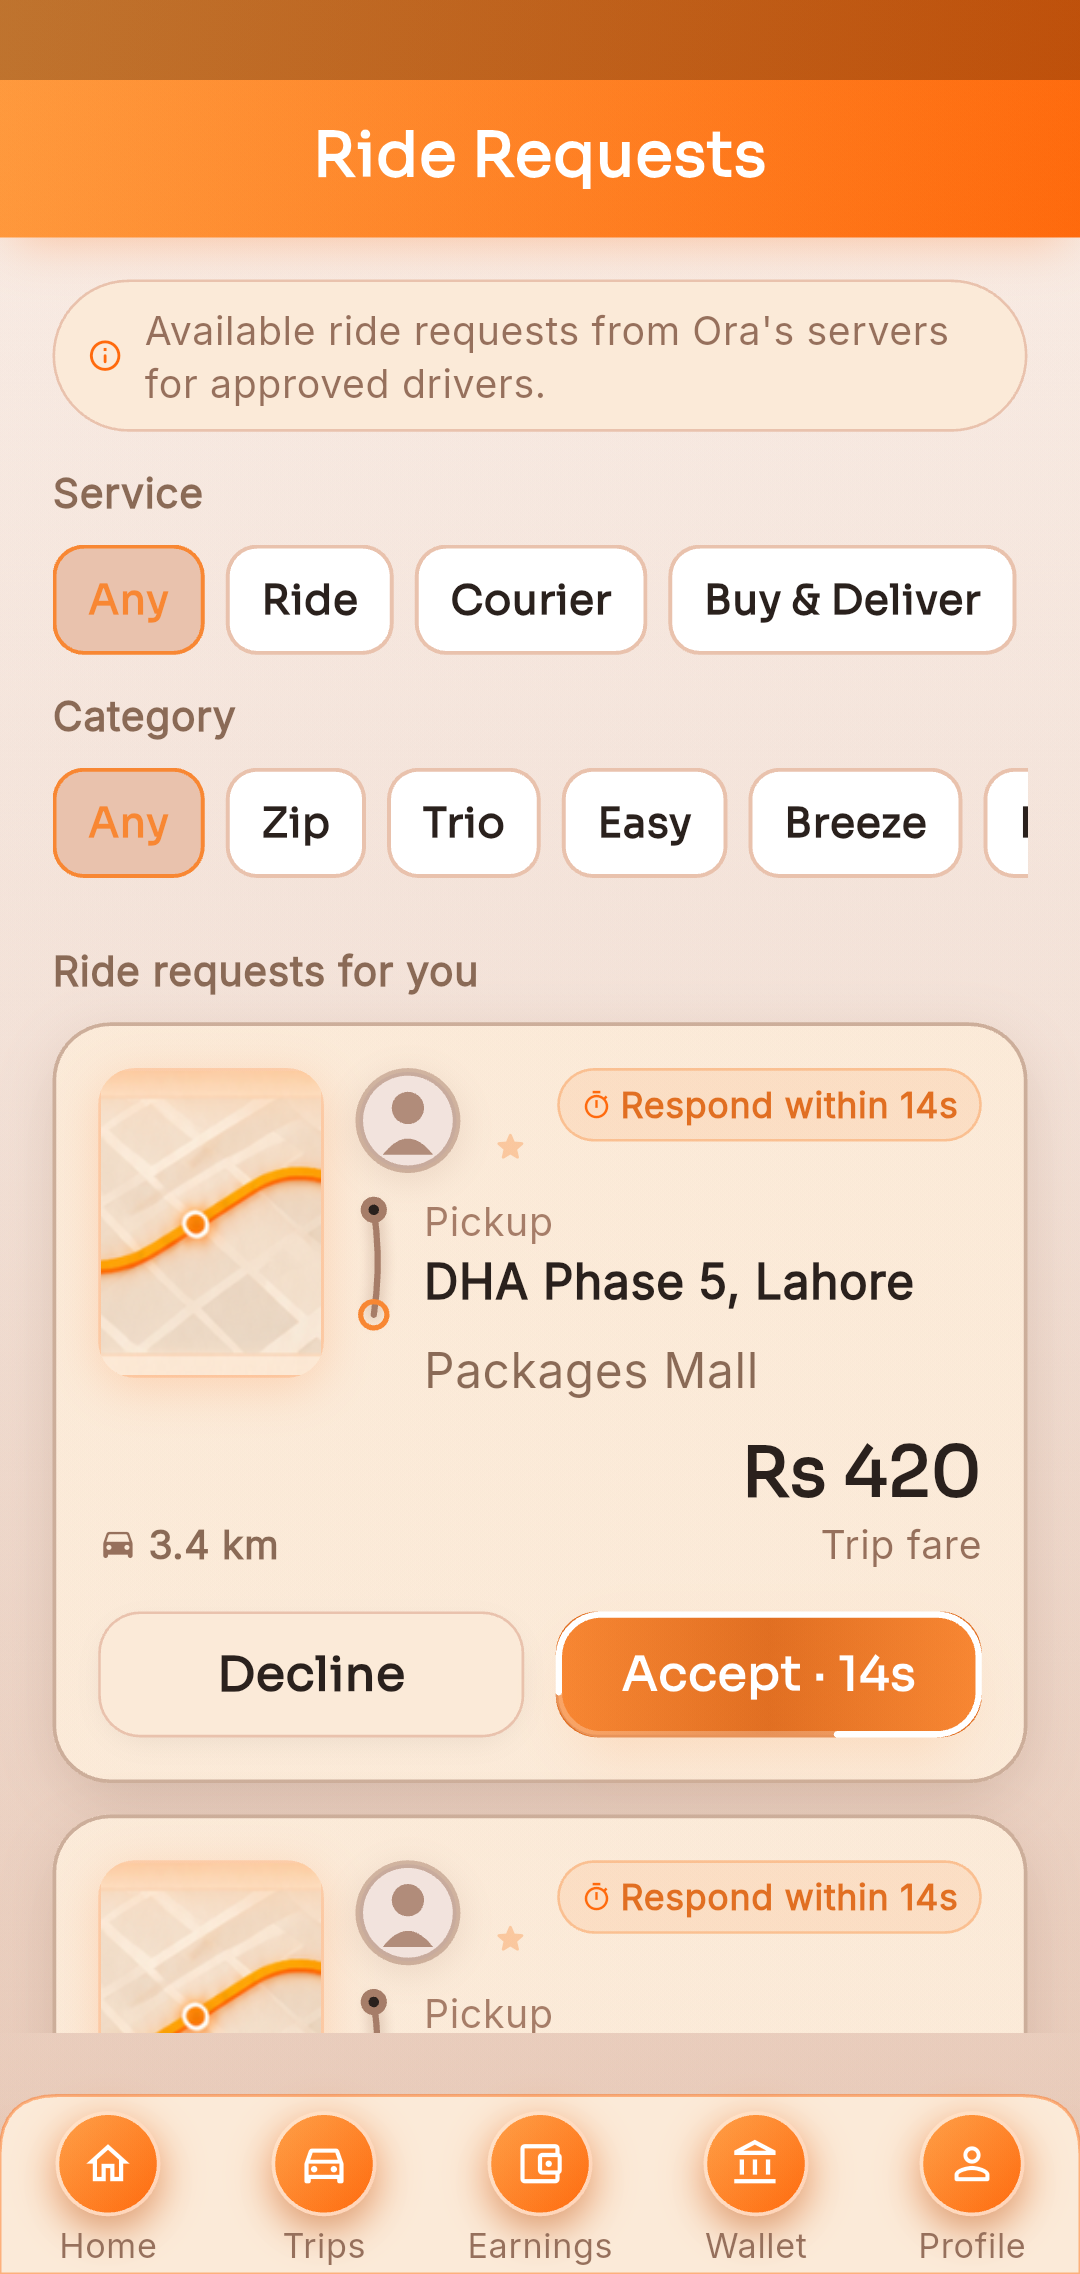 Ride Requests
Available ride requests from Ora's servers
for approved drivers.
Service
Any
Ride
Courier
Buy & Deliver
Category
Any
Zip
Trio
Easy
Breeze
Ride requests for you
Respond within 14s
Pickup
DHA Phase 5, Lahore
Packages Mall
Rs 420
3.4 km
Trip fare
Decline
Accept · 14s
Respond within 14s
Pickup
Home
Trips
Earnings
Wallet
Profile